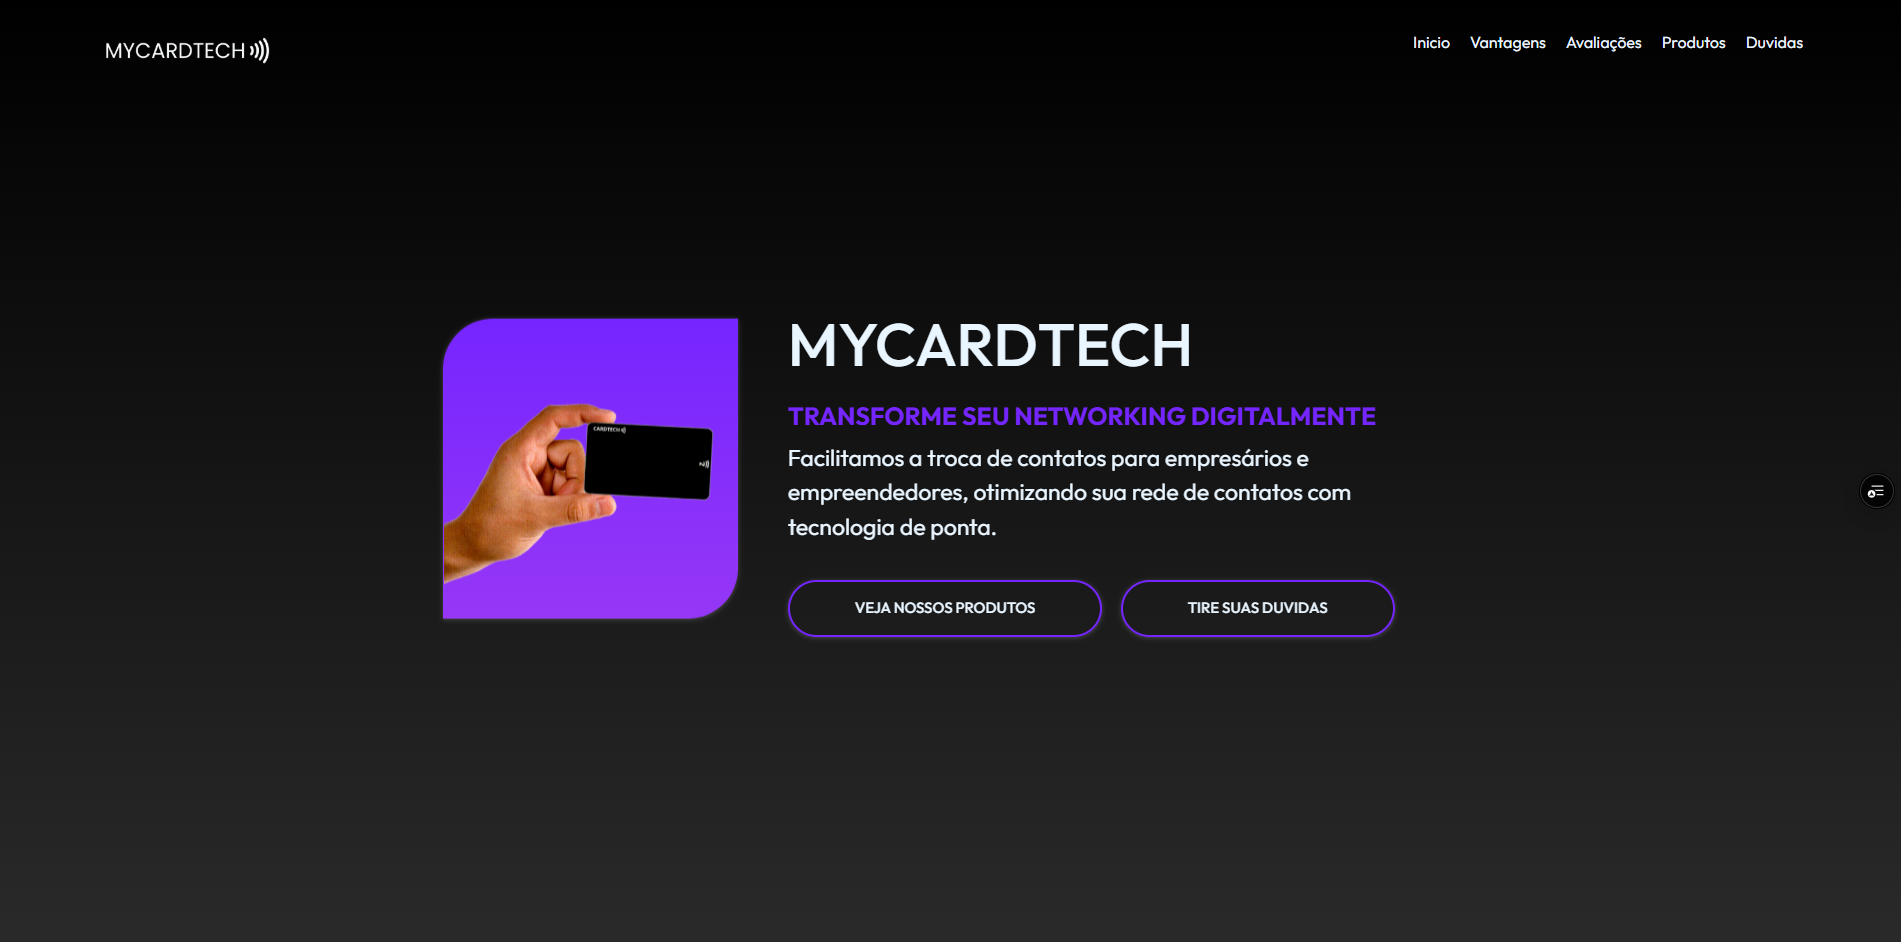 MYCARDTECH
Inicio Vantagens Avaliações Produtos Duvidas
MYCARDTECH
TRANSFORME SEU NETWORKING DIGITALMENTE
CARDTECH
Facilitamos a troca de contatos para empresários e
empreendedores, otimizando sua rede de contatos com
tecnologia de ponta.
VEJA NOSSOS PRODUTOS
TIRE SUAS DUVIDAS